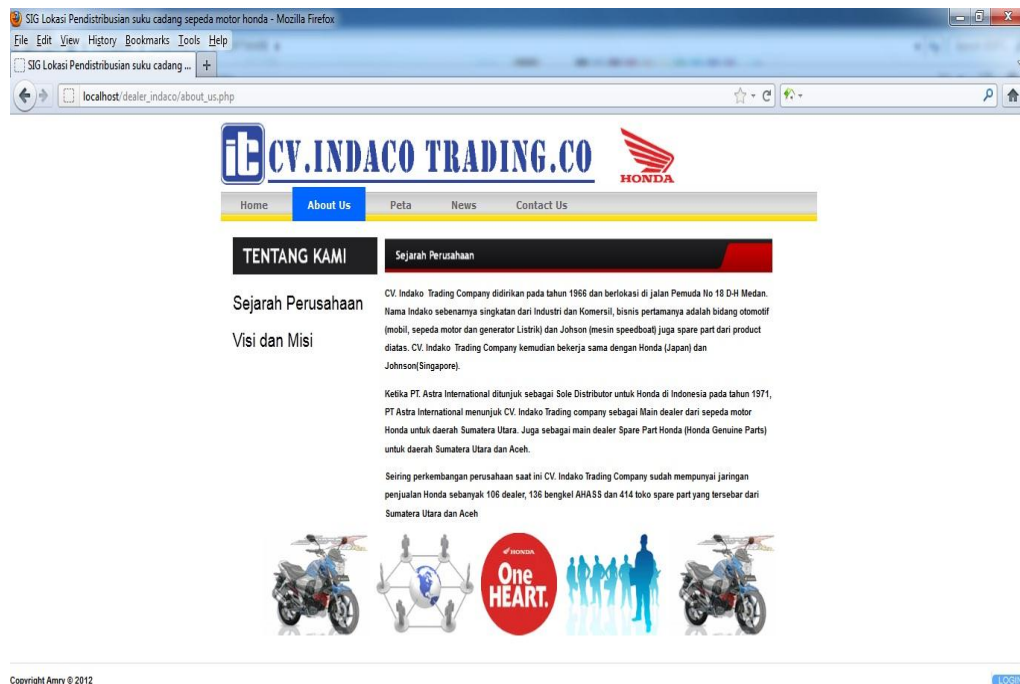 SIG Lokasi Pendistribusian suku cadang sepeda motor honda - Mozilla Firefox
File Edit View History Bookmarks Tools Help
SIG Lokasi Pendistribusian suku cadang ... +
localhost/dealer_indaco/about_us.php
it CV.INDACO TRADING.CO HONDA
Home About Us Peta News Contact Us
TENTANG KAMI
Sejarah Perusahaan
Visi dan Misi
Sejarah Perusahaan
CV. Indako Trading Company didirikan pada tahun 1966 dan berlokasi di jalan Pemuda No 18 D-H Medan.
Nama Indako sebenarnya singkatan dari Industri dan Komersil, bisnis pertamanya adalah bidang otomotif
(mobil, sepeda motor dan generator Listrik) dan Johson (mesin speedboat) juga spare part dari product
diatas. CV. Indako Trading Company kemudian bekerja sama dengan Honda (Japan) dan
Johnson(Singapore).
Ketika PT. Astra International ditunjuk sebagai Sole Distributor untuk Honda di Indonesia pada tahun 1971,
PT Astra International menunjuk CV. Indako Trading company sebagai Main dealer dari sepeda motor
Honda untuk daerah Sumatera Utara. Juga sebagai main dealer Spare Part Honda (Honda Genuine Parts)
untuk daerah Sumatera Utara dan Aceh.
Seiring perkembangan perusahaan saat ini CV. Indako Trading Company sudah mempunyai jaringan
penjualan Honda sebanyak 106 dealer, 136 bengkel AHASS dan 414 toko spare part yang tersebar dari
Sumatera Utara dan Aceh
HONDA
One
HEART.
Copyright Amry © 2012
LOGIN